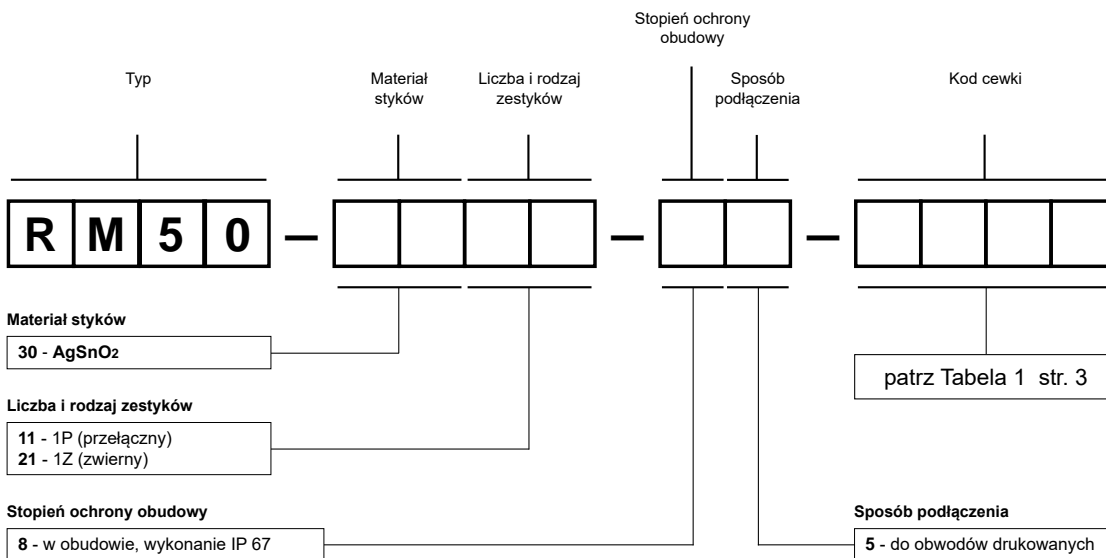 Stopień ochrony
obudowy
Typ
Materiał
styków
Liczba i rodzaj
zestyków
Sposób
podłączenia
Kod cewki
R M 5 0 – – –
Materiał styków
30 - AgSnO2
patrz Tabela 1 str. 3
Liczba i rodzaj zestyków
11 - 1P (przełączny)
21 - 1Z (zwierny)
Stopień ochrony obudowy
8 - w obudowie, wykonanie IP 67
Sposób podłączenia
5 - do obwodów drukowanych